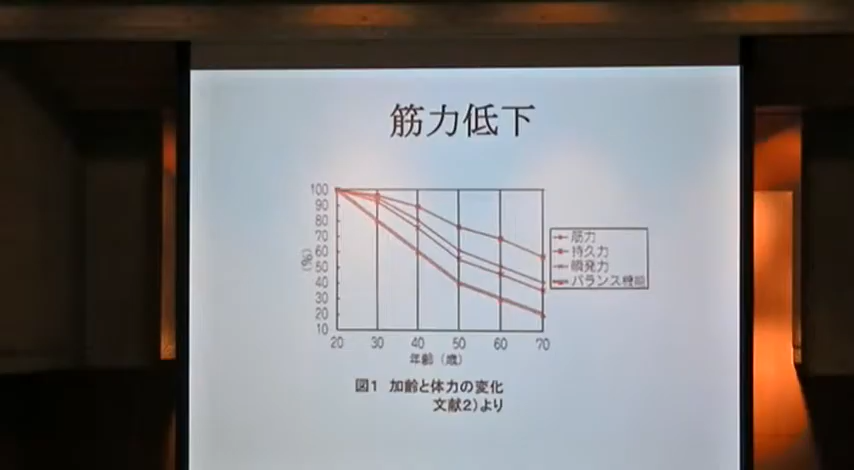 筋力低下
100
90
80
70
60
50
40
30
20
10
(%)
20 30 40 50 60 70
年齢（歳）
筋力
持久力
瞬発力
バランス機能
図1 加齢と体力の変化
文献2)より